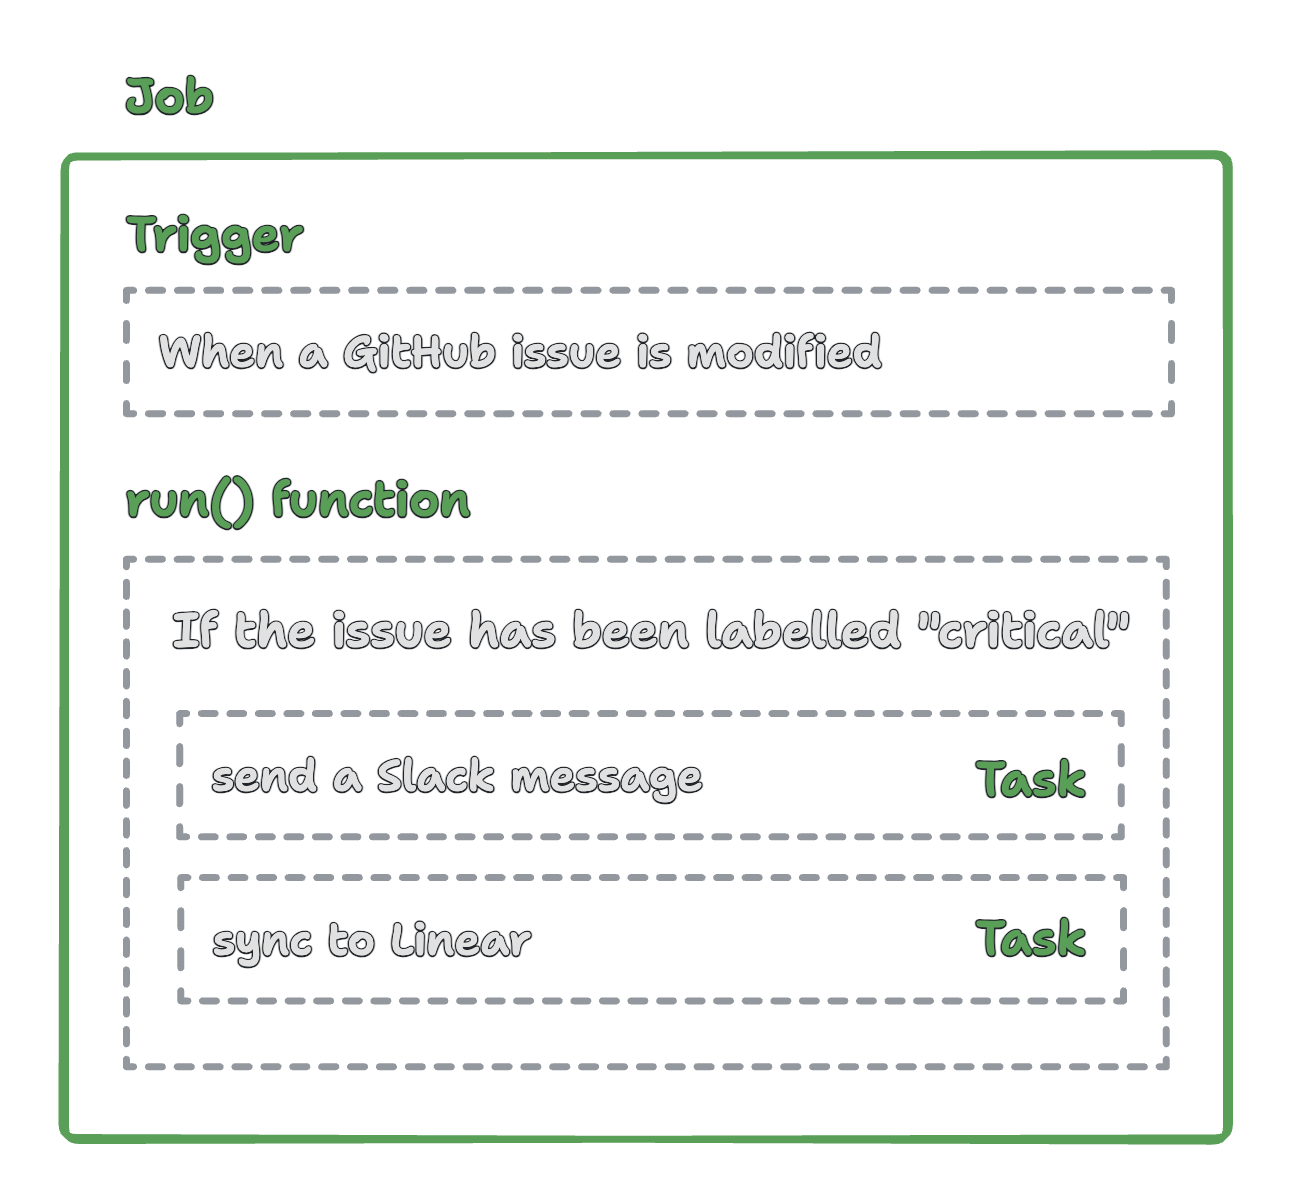 Job
Trigger
When a GitHub issue is modified
run() function
If the issue has been labelled "critical"
send a Slack message Task
sync to Linear Task